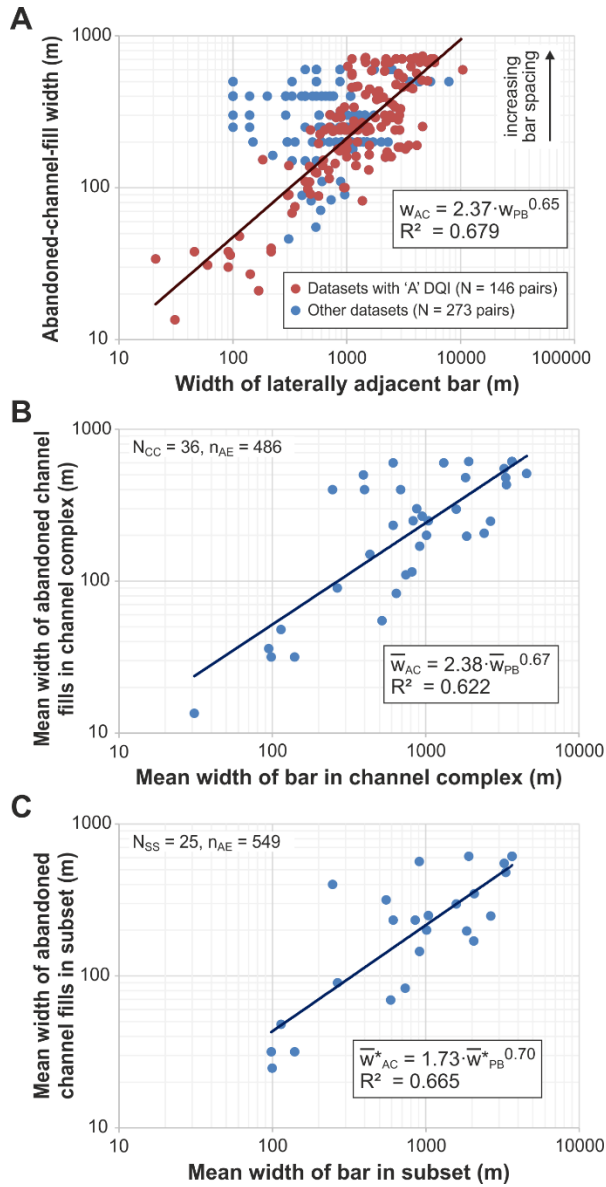 A
Abandoned-channel-fill width (m)
1000
100
10
increasing
bar spacing
w_AC = 2.37·w_PB^0.65
R² = 0.679
Datasets with ‘A’ DQI (N = 146 pairs)
Other datasets (N = 273 pairs)
10 100 1000 10000 100000
Width of laterally adjacent bar (m)
B
Mean width of abandoned channel
fills in channel complex (m)
1000
100
10
N_CC = 36, n_AE = 486
w̅_AC = 2.38·w̅_PB^0.67
R² = 0.622
10 100 1000 10000
Mean width of bar in channel complex (m)
C
Mean width of abandoned
channel fills in subset (m)
1000
100
10
N_SS = 25, n_AE = 549
w̅*_AC = 1.73·w̅*_PB^0.70
R² = 0.665
10 100 1000 10000
Mean width of bar in subset (m)